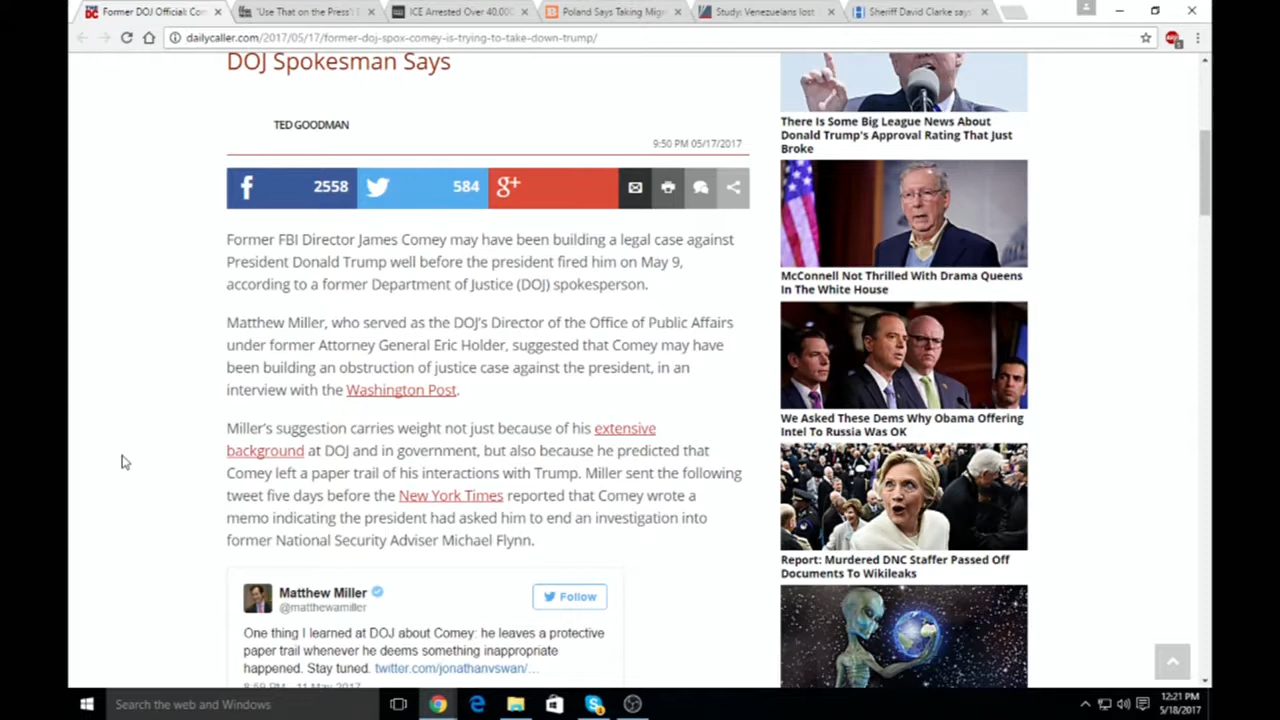 Former DOJ Official: Com
"Use That on the Press':
ICE Arrested Over 40,000
Poland Says Taking Migr
Study: Venezuelans lost
Sheriff David Clarke says
dailycaller.com/2017/05/17/former-doj-spox-comey-is-trying-to-take-down-trump/
DOJ Spokesman Says
TED GOODMAN
9:50 PM 05/17/2017
2558
584
g+
Former FBI Director James Comey may have been building a legal case against
President Donald Trump well before the president fired him on May 9,
according to a former Department of Justice (DOJ) spokesperson.
Matthew Miller, who served as the DOJ's Director of the Office of Public Affairs
under former Attorney General Eric Holder, suggested that Comey may have
been building an obstruction of justice case against the president, in an
interview with the Washington Post.
Miller's suggestion carries weight not just because of his extensive
background at DOJ and in government, but also because he predicted that
Comey left a paper trail of his interactions with Trump. Miller sent the following
tweet five days before the New York Times reported that Comey wrote a
memo indicating the president had asked him to end an investigation into
former National Security Adviser Michael Flynn.
Matthew Miller
@matthewamiller
Follow
One thing I learned at DOJ about Comey: he leaves a protective
paper trail whenever he deems something inappropriate
happened. Stay tuned. twitter.com/jonathanvswan/...
8:59 PM - 11 May 2017
There Is Some Big League News About
Donald Trump's Approval Rating That Just
Broke
McConnell Not Thrilled With Drama Queens
In The White House
We Asked These Dems Why Obama Offering
Intel To Russia Was OK
Report: Murdered DNC Staffer Passed Off
Documents To Wikileaks
Search the web and Windows
12:21 PM
5/18/2017